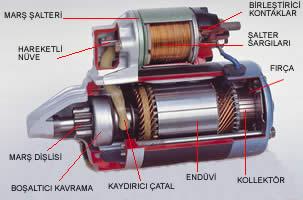 MARŞ ŞALTERİ
BİRLEŞTİRİCİ
KONTAKLAR
HAREKETLİ
NÜVE
ŞALTER
SARGILARI
FIRÇA
MARŞ DİŞLİSİ
BOŞALTICI KAVRAMA
KAYDIRICI ÇATAL
ENDÜVİ
KOLLEKTÖR